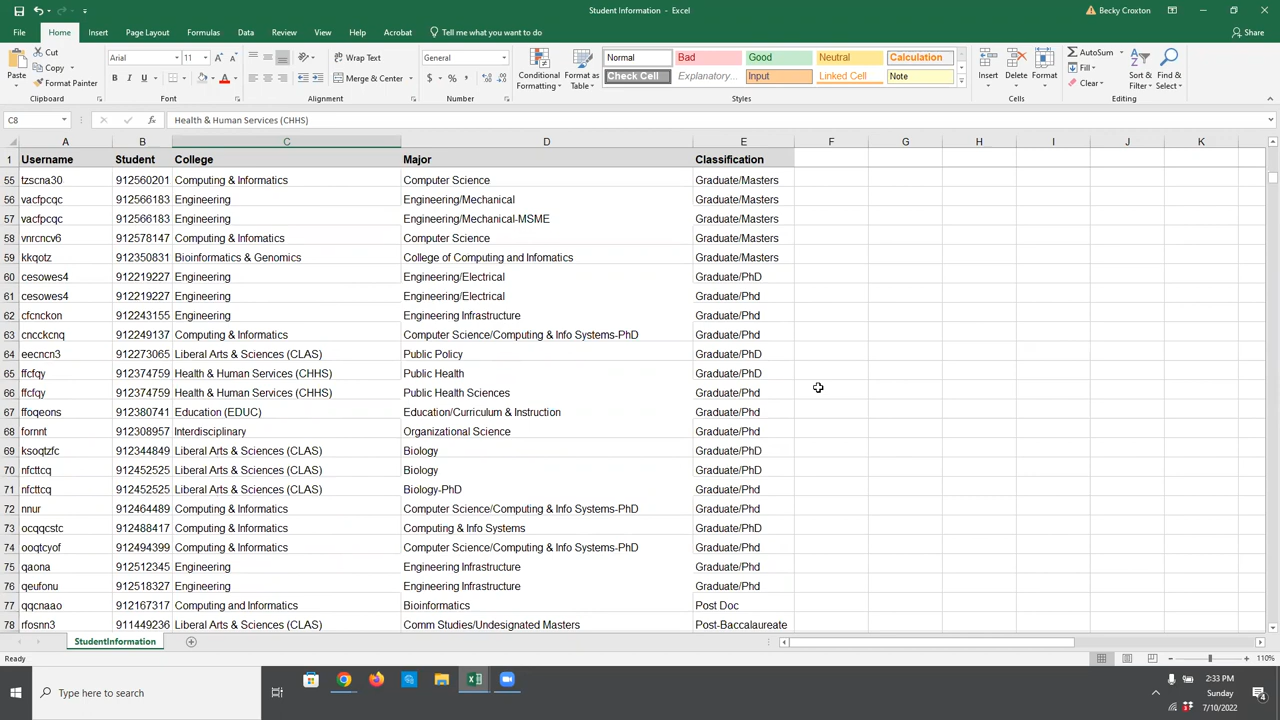 Student Information - Excel
Becky Croxton
File Home Insert Page Layout Formulas Data Review View Help Acrobat Tell me what you want to do Share
Paste Cut Copy Format Painter Clipboard
Arial 11 B I U Font
Wrap Text Merge & Center Alignment
General $ % Number
Conditional Formatting Format as Table Normal Bad Good Neutral Calculation
Check Cell Explanatory... Input Linked Cell Note Styles
Insert Delete Format Cells
AutoSum Fill Clear Sort & Filter Find & Select Editing
C8 fx Health & Human Services (CHHS)
A B C D E F G H I J K
1 Username Student College Major Classification
55 tzscna30 912560201 Computing & Informatics Computer Science Graduate/Masters
56 vacfpcqc 912566183 Engineering Engineering/Mechanical Graduate/Masters
57 vacfpcqc 912566183 Engineering Engineering/Mechanical-MSME Graduate/Masters
58 vnrcncv6 912578147 Computing & Infomatics Computer Science Graduate/Masters
59 kkqotz 912350831 Bioinformatics & Genomics College of Computing and Infomatics Graduate/Masters
60 cesowes4 912219227 Engineering Engineering/Electrical Graduate/PhD
61 cesowes4 912219227 Engineering Engineering/Electrical Graduate/Phd
62 cfcnckon 912243155 Engineering Engineering Infrastructure Graduate/Phd
63 cncckcnq 912249137 Computing & Informatics Computer Science/Computing & Info Systems-PhD Graduate/Phd
64 eecncn3 912273065 Liberal Arts & Sciences (CLAS) Public Policy Graduate/PhD
65 ffcfqy 912374759 Health & Human Services (CHHS) Public Health Graduate/PhD
66 ffcfqy 912374759 Health & Human Services (CHHS) Public Health Sciences Graduate/Phd
67 ffoqeons 912380741 Education (EDUC) Education/Curriculum & Instruction Graduate/Phd
68 fornnt 912308957 Interdisciplinary Organizational Science Graduate/Phd
69 ksoqtzfc 912344849 Liberal Arts & Sciences (CLAS) Biology Graduate/PhD
70 nfcttcq 912452525 Liberal Arts & Sciences (CLAS) Biology Graduate/PhD
71 nfcttcq 912452525 Liberal Arts & Sciences (CLAS) Biology-PhD Graduate/Phd
72 nnur 912464489 Computing & Informatics Computer Science/Computing & Info Systems-PhD Graduate/Phd
73 ocqqcstc 912488417 Computing & Informatics Computing & Info Systems Graduate/PhD
74 ooqtcyof 912494399 Computing & Informatics Computer Science/Computing & Info Systems-PhD Graduate/Phd
75 qaona 912512345 Engineering Engineering Infrastructure Graduate/Phd
76 qeufonu 912518327 Engineering Engineering Infrastructure Graduate/Phd
77 qqcnaao 912167317 Computing and Informatics Bioinformatics Post Doc
78 rfosnn3 911449236 Liberal Arts & Sciences (CLAS) Comm Studies/Undesignated Masters Post-Baccalaureate
StudentInformation
Ready 110%
Type here to search
2:33 PM
Sunday
7/10/2022